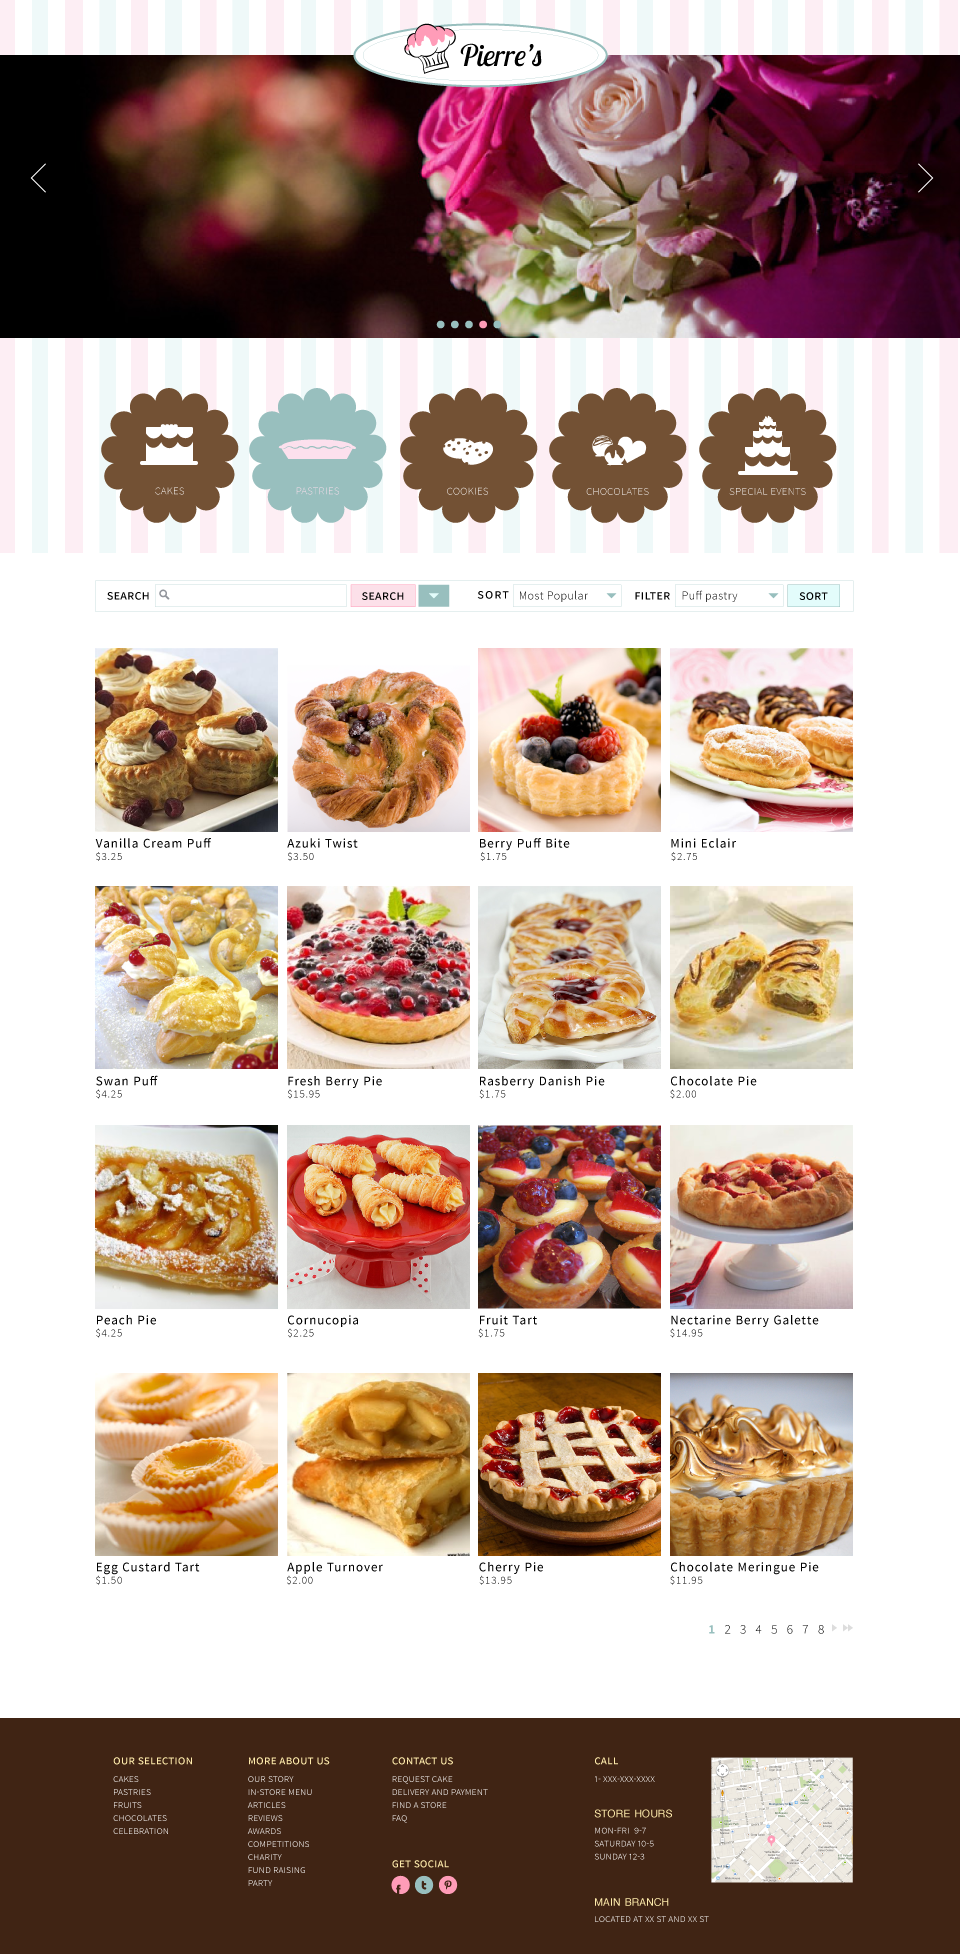 Pierre's
CAKES
PASTRIES
COOKIES
CHOCOLATES
SPECIAL EVENTS
SEARCH
SEARCH
SORT
Most Popular
FILTER
Puff pastry
SORT
Vanilla Cream Puff
$3.25
Azuki Twist
$3.50
Berry Puff Bite
$1.75
Mini Eclair
$2.75
Swan Puff
$4.25
Fresh Berry Pie
$15.95
Rasberry Danish Pie
$1.75
Chocolate Pie
$2.00
Peach Pie
$4.25
Cornucopia
$2.25
Fruit Tart
$1.75
Nectarine Berry Galette
$14.95
Egg Custard Tart
$1.50
Apple Turnover
$2.00
Cherry Pie
$13.95
Chocolate Meringue Pie
$11.95
1 2 3 4 5 6 7 8
OUR SELECTION
CAKES
PASTRIES
FRUITS
CHOCOLATES
CELEBRATION
MORE ABOUT US
OUR STORY
IN-STORE MENU
ARTICLES
REVIEWS
AWARDS
COMPETITIONS
CHARITY
FUND RAISING
PARTY
CONTACT US
REQUEST CAKE
DELIVERY AND PAYMENT
FIND A STORE
FAQ
GET SOCIAL
CALL
1- XXX-XXX-XXXX
STORE HOURS
MON-FRI 9-7
SATURDAY 10-5
SUNDAY 12-3
MAIN BRANCH
LOCATED AT XX ST AND XX ST